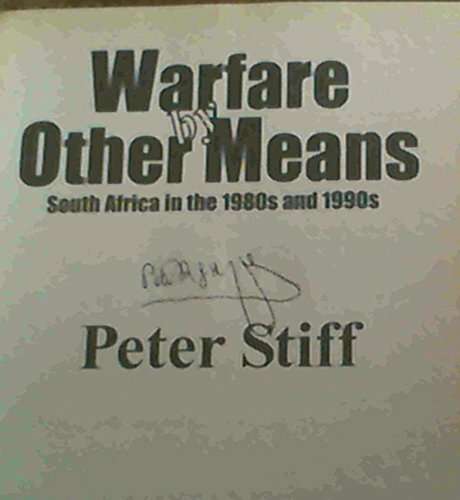 Warfare
by
Other Means
South Africa in the 1980s and 1990s
Peter Stiff